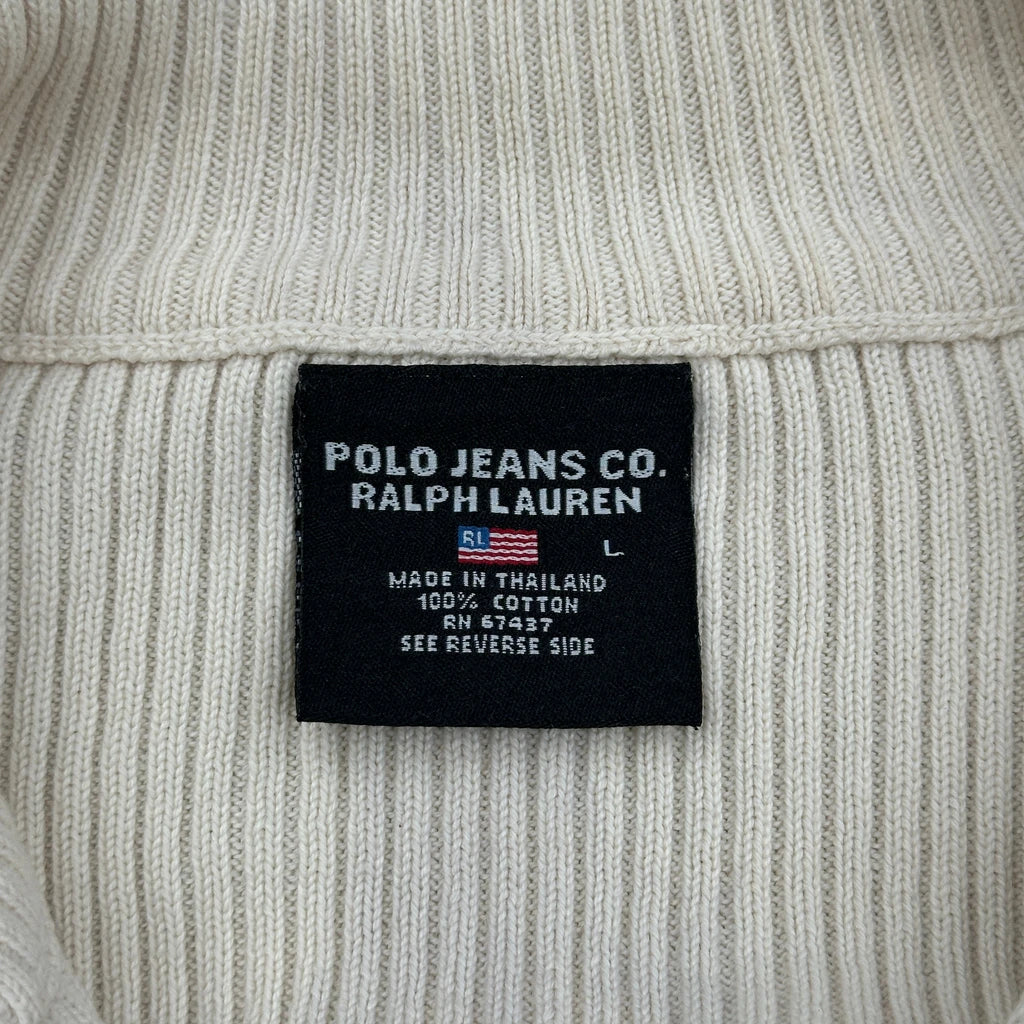 POLO JEANS CO.
RALPH LAUREN
RL
L
MADE IN THAILAND
100% COTTON
RN 67437
SEE REVERSE SIDE